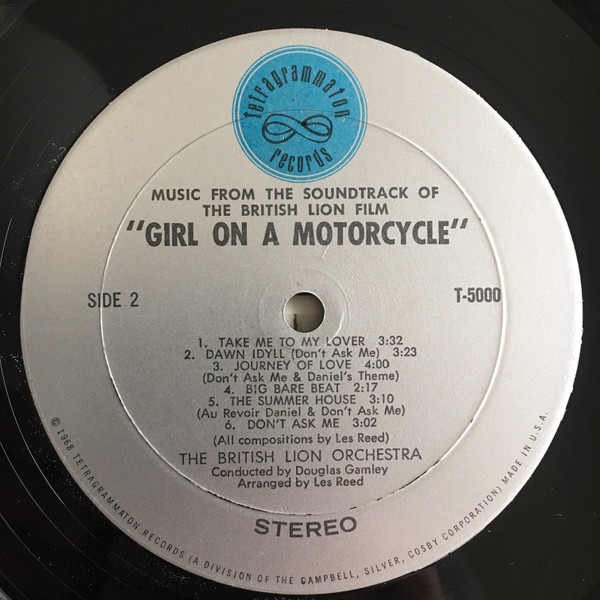 tetragrammaton
records
MUSIC FROM THE SOUNDTRACK OF
THE BRITISH LION FILM
"GIRL ON A MOTORCYCLE"
SIDE 2
T-5000
1. TAKE ME TO MY LOVER 3:32
2. DAWN IDYLL (Don't Ask Me) 3:23
3. JOURNEY OF LOVE 4:00
(Don't Ask Me & Daniel's Theme)
4. BIG BARE BEAT 2:17
5. THE SUMMER HOUSE 3:10
(Au Revoir Daniel & Don't Ask Me)
6. DON'T ASK ME 3:02
(All compositions by Les Reed)
THE BRITISH LION ORCHESTRA
Conducted by Douglas Gamley
Arranged by Les Reed
STEREO
© 1968 TETRAGRAMMATON RECORDS (A DIVISION OF THE CAMPBELL, SILVER, COSBY CORPORATION) MADE IN U.S.A.